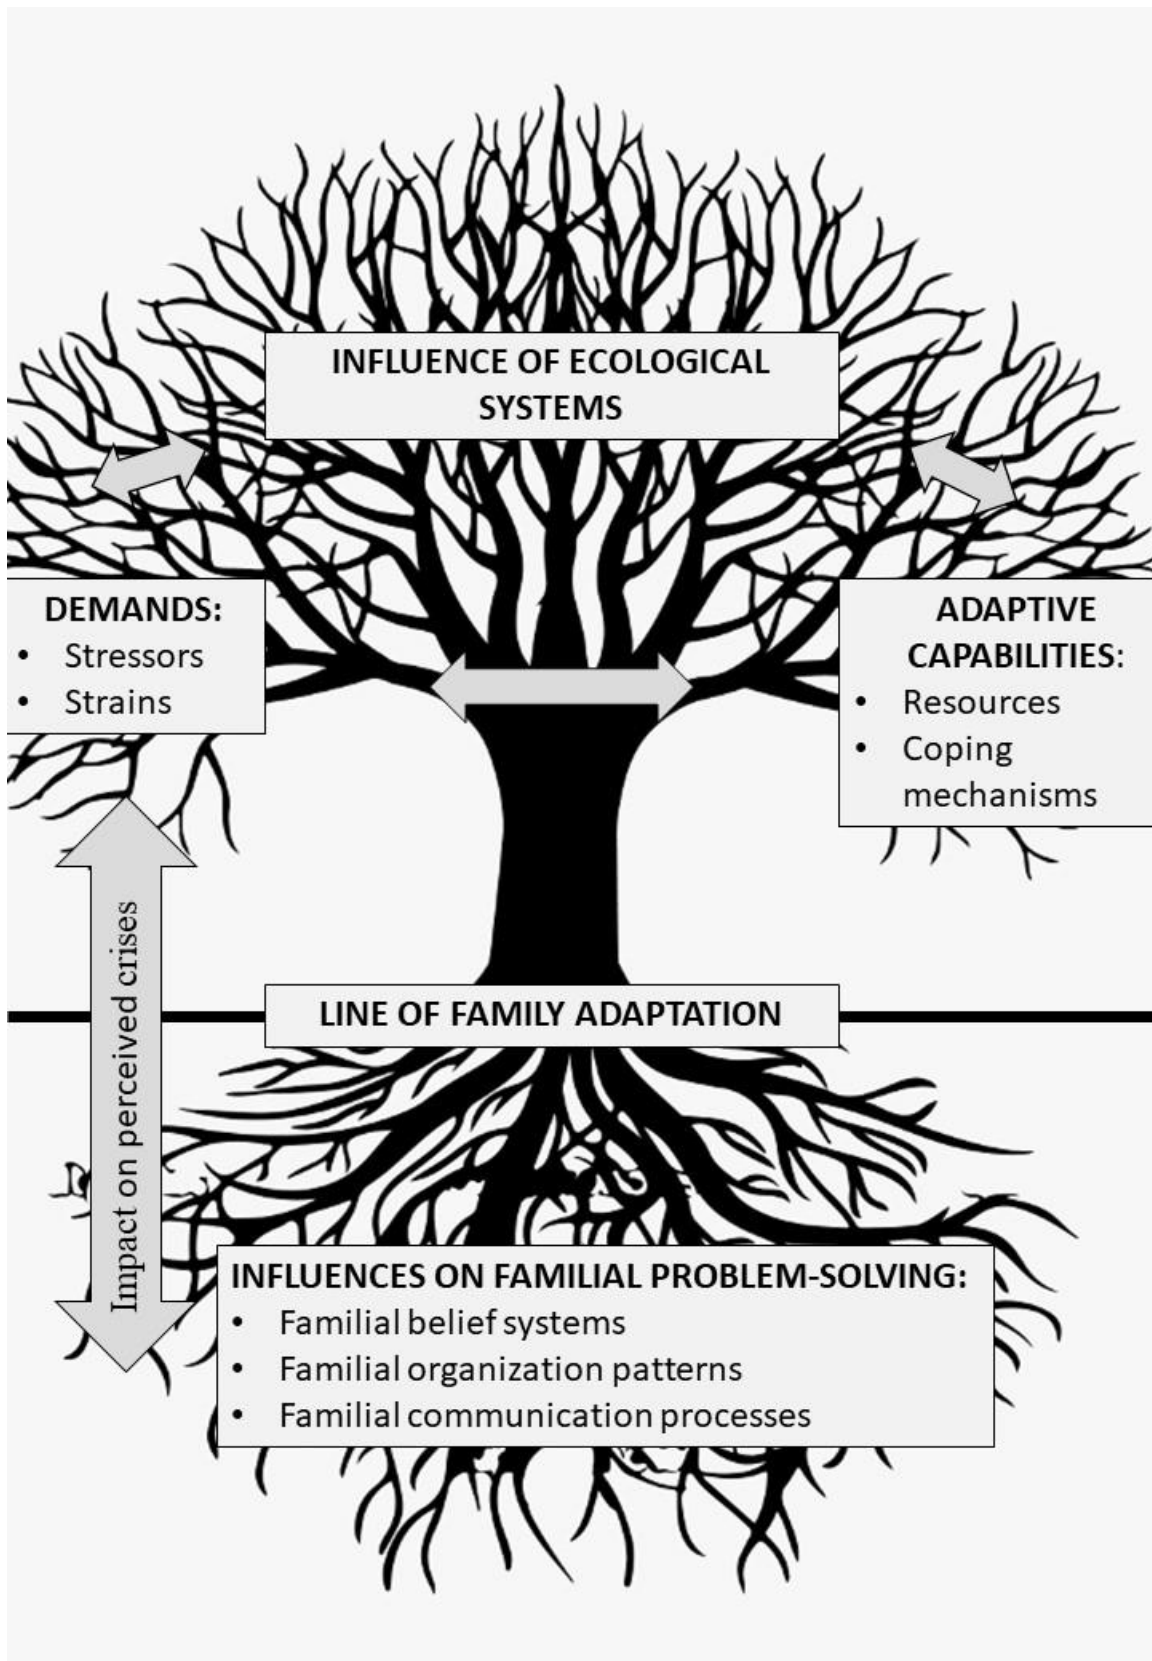 INFLUENCE OF ECOLOGICAL
SYSTEMS
DEMANDS:
• Stressors
• Strains
ADAPTIVE
CAPABILITIES:
• Resources
• Coping
mechanisms
Impact on perceived crises
LINE OF FAMILY ADAPTATION
INFLUENCES ON FAMILIAL PROBLEM-SOLVING:
• Familial belief systems
• Familial organization patterns
• Familial communication processes